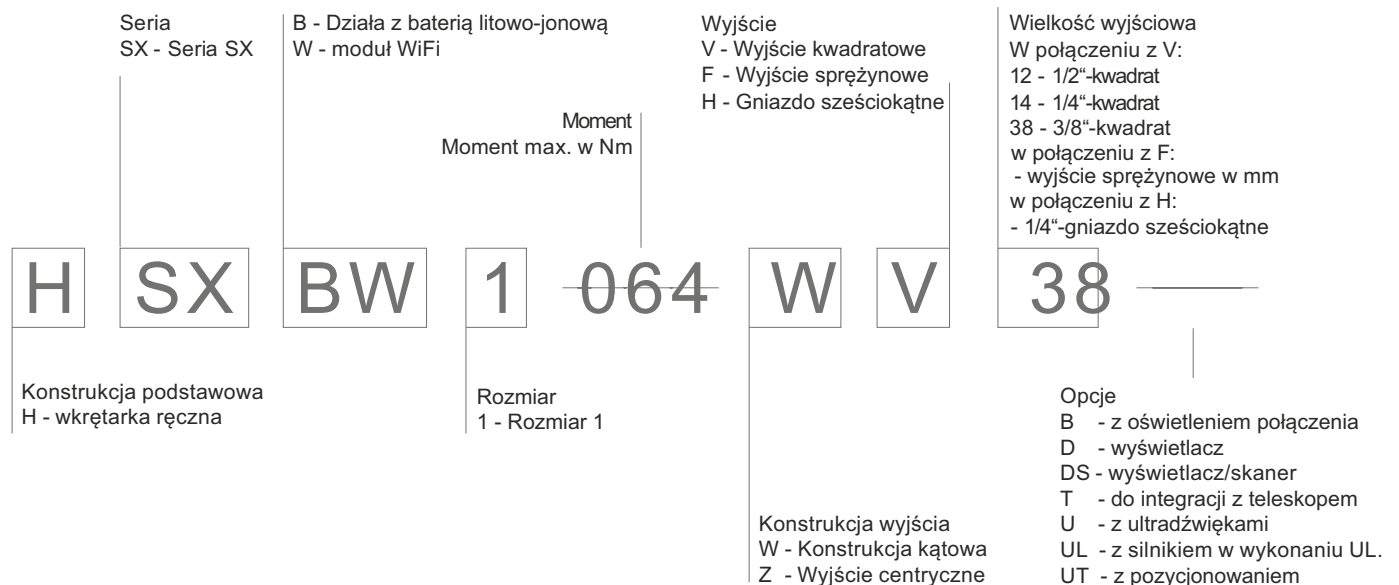 Seria
SX - Seria SX
B - Działa z baterią litowo-jonową
W - moduł WiFi
Moment
Moment max. w Nm
Wyjście
V - Wyjście kwadratowe
F - Wyjście sprężynowe
H - Gniazdo sześciokątne
Wielkość wyjściowa
W połączeniu z V:
12 - 1/2“-kwadrat
14 - 1/4“-kwadrat
38 - 3/8“-kwadrat
w połączeniu z F:
- wyjście sprężynowe w mm
w połączeniu z H:
- 1/4“-gniazdo sześciokątne
H SX BW 1 064 W V 38
Konstrukcja podstawowa
H - wkrętarka ręczna
Rozmiar
1 - Rozmiar 1
Konstrukcja wyjścia
W - Konstrukcja kątowa
Z - Wyjście centryczne
Opcje
B - z oświetleniem połączenia
D - wyświetlacz
DS - wyświetlacz/skaner
T - do integracji z teleskopem
U - z ultradźwiękami
UL - z silnikiem w wykonaniu UL.
UT - z pozycjonowaniem